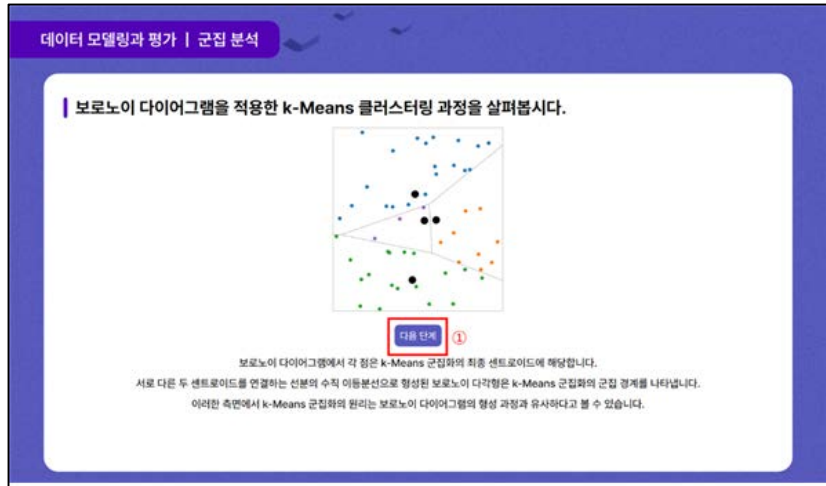 데이터 모델링과 평가 | 군집 분석
보로노이 다이어그램을 적용한 k-Means 클러스터링 과정을 살펴봅시다.
다음 단계 ①
보로노이 다이어그램에서 각 점은 k-Means 군집화의 최종 센트로이드에 해당합니다.
서로 다른 두 센트로이드를 연결하는 선분의 수직 이등분선으로 형성된 보로노이 다각형은 k-Means 군집화의 군집 경계를 나타냅니다.
이러한 측면에서 k-Means 군집화의 원리는 보로노이 다이어그램의 형성 과정과 유사하다고 볼 수 있습니다.